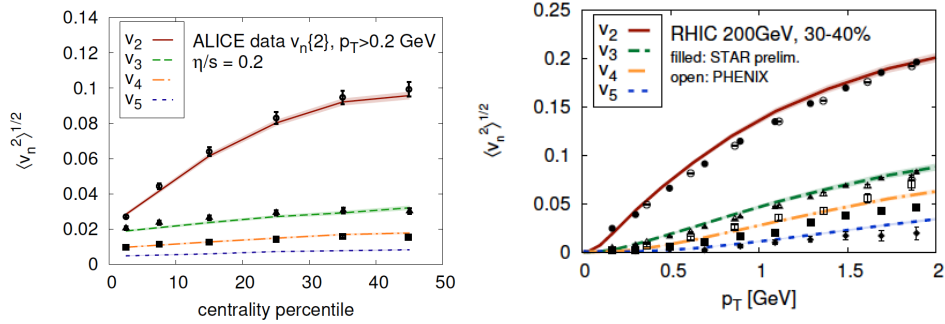 0.14
0.12
0.1
0.08
0.06
0.04
0.02
0
⟨vₙ²⟩^1/2
v₂
v₃
v₄
v₅
ALICE data vₙ{2}, p_T>0.2 GeV
η/s = 0.2
0 10 20 30 40 50
centrality percentile
0.25
0.2
0.15
0.1
0.05
0
⟨vₙ²⟩^1/2
v₂
v₃
v₄
v₅
RHIC 200GeV, 30-40%
filled: STAR prelim.
open: PHENIX
0 0.5 1 1.5 2
p_T [GeV]